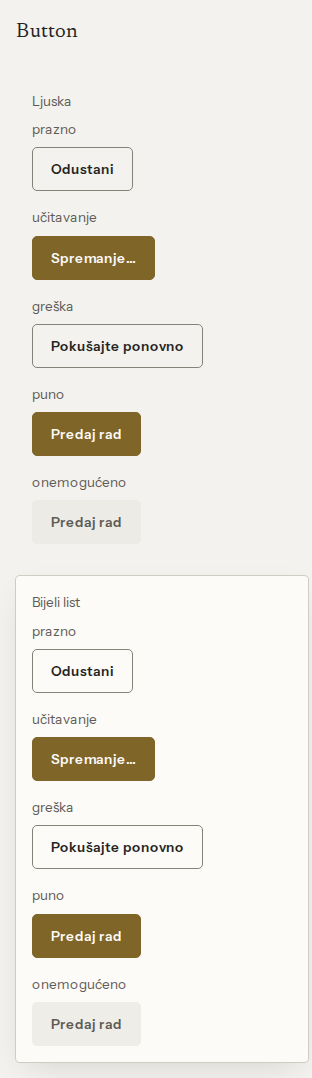 Button
Ljuska
prazno
Odustani
učitavanje
Spremanje…
greška
Pokušajte ponovno
puno
Predaj rad
onemogućeno
Predaj rad
Bijeli list
prazno
Odustani
učitavanje
Spremanje…
greška
Pokušajte ponovno
puno
Predaj rad
onemogućeno
Predaj rad